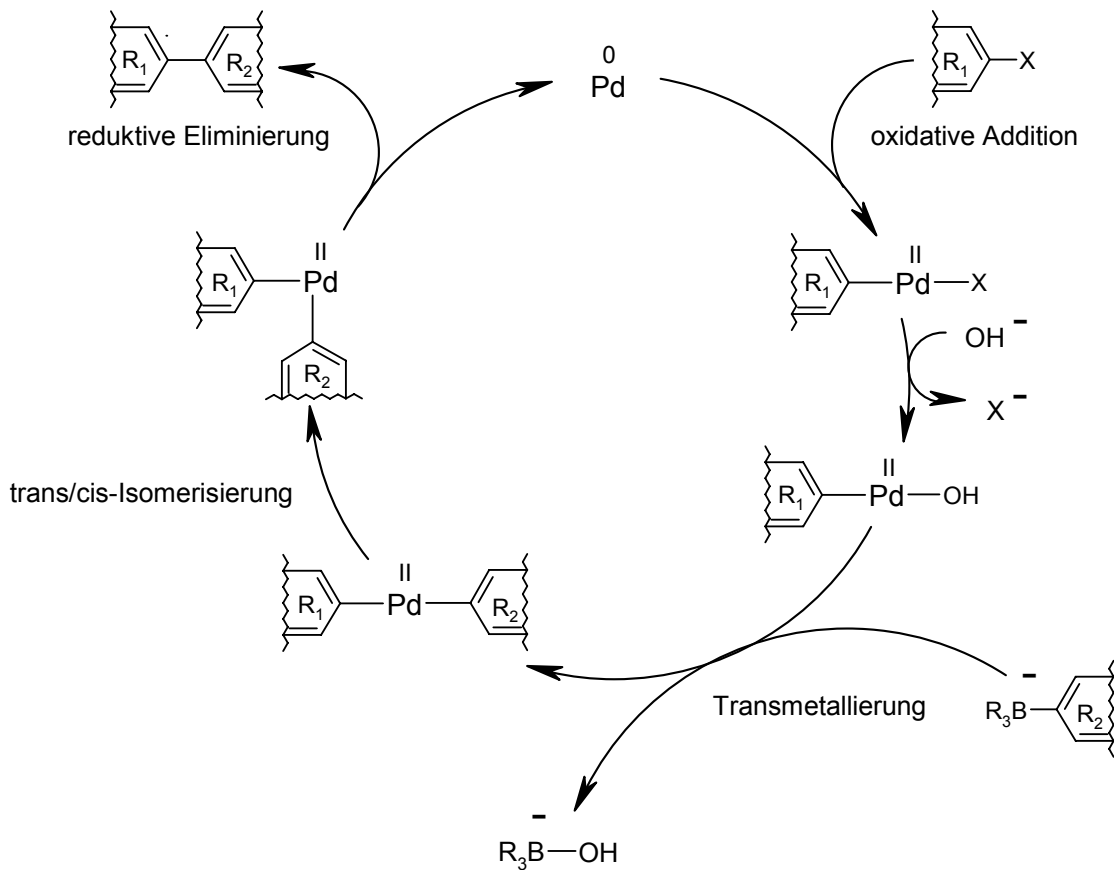 R₁
R₂
reduktive Eliminierung
0
Pd
R₁
X
oxidative Addition
II
R₁
Pd
R₂
II
R₁
Pd
X
OH⁻
X⁻
trans/cis-Isomerisierung
II
R₁
Pd
OH
II
R₁
Pd
R₂
Transmetallierung
−
R₃B
R₂
−
R₃B—OH